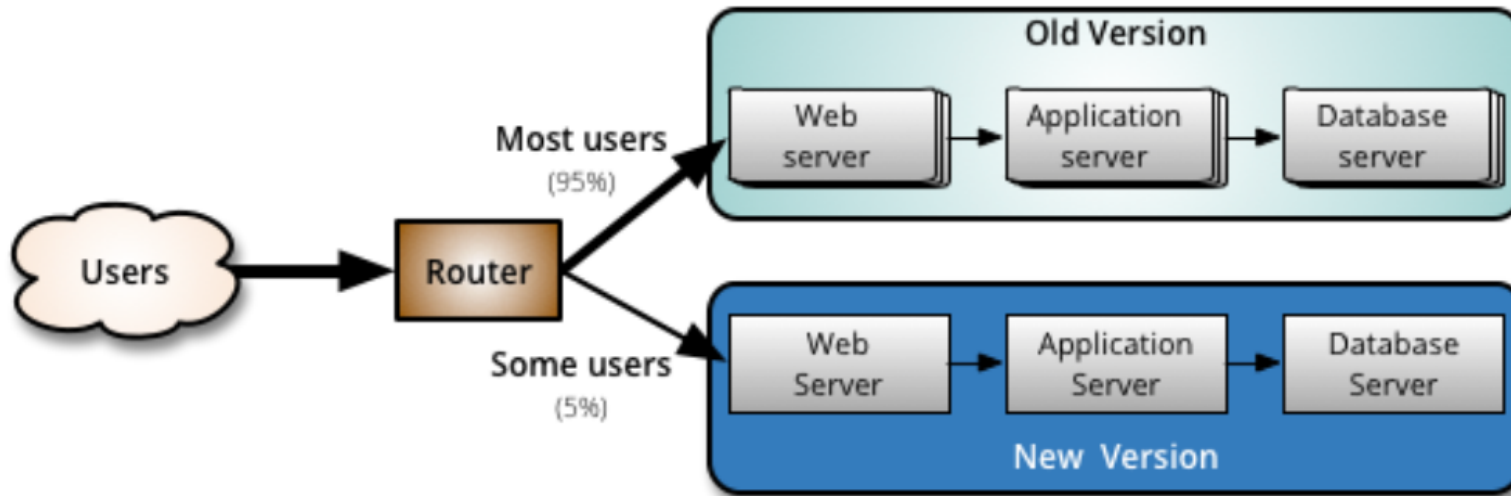 Old Version
Web
server
Application
server
Database
server
Most users
(95%)
Users
Router
Some users
(5%)
Web
Server
Application
Server
Database
Server
New Version